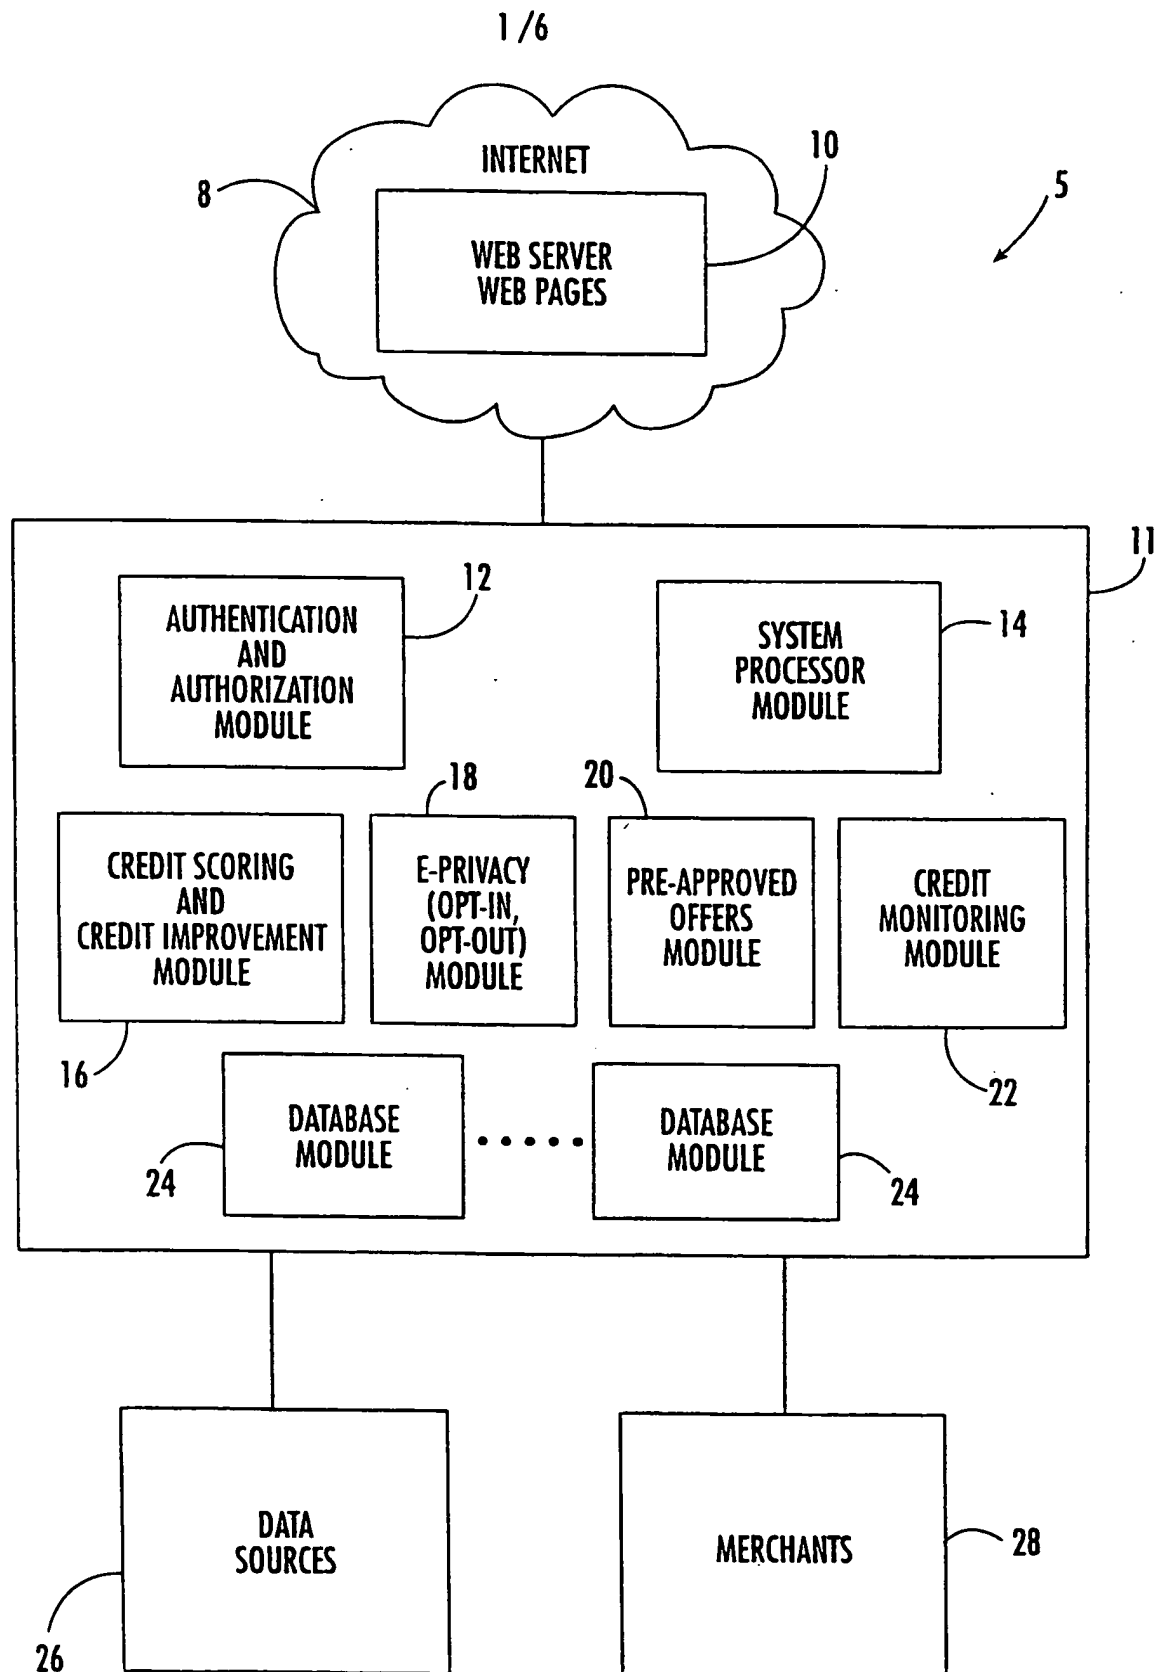 1/6
INTERNET
10
8
5
WEB SERVER
WEB PAGES
11
12
AUTHENTICATION
AND
AUTHORIZATION
MODULE
SYSTEM
PROCESSOR
MODULE
14
18
20
CREDIT SCORING
AND
CREDIT IMPROVEMENT
MODULE
E-PRIVACY
(OPT-IN,
OPT-OUT)
MODULE
PRE-APPROVED
OFFERS
MODULE
CREDIT
MONITORING
MODULE
16
22
DATABASE
MODULE
DATABASE
MODULE
24
24
DATA
SOURCES
MERCHANTS
28
26